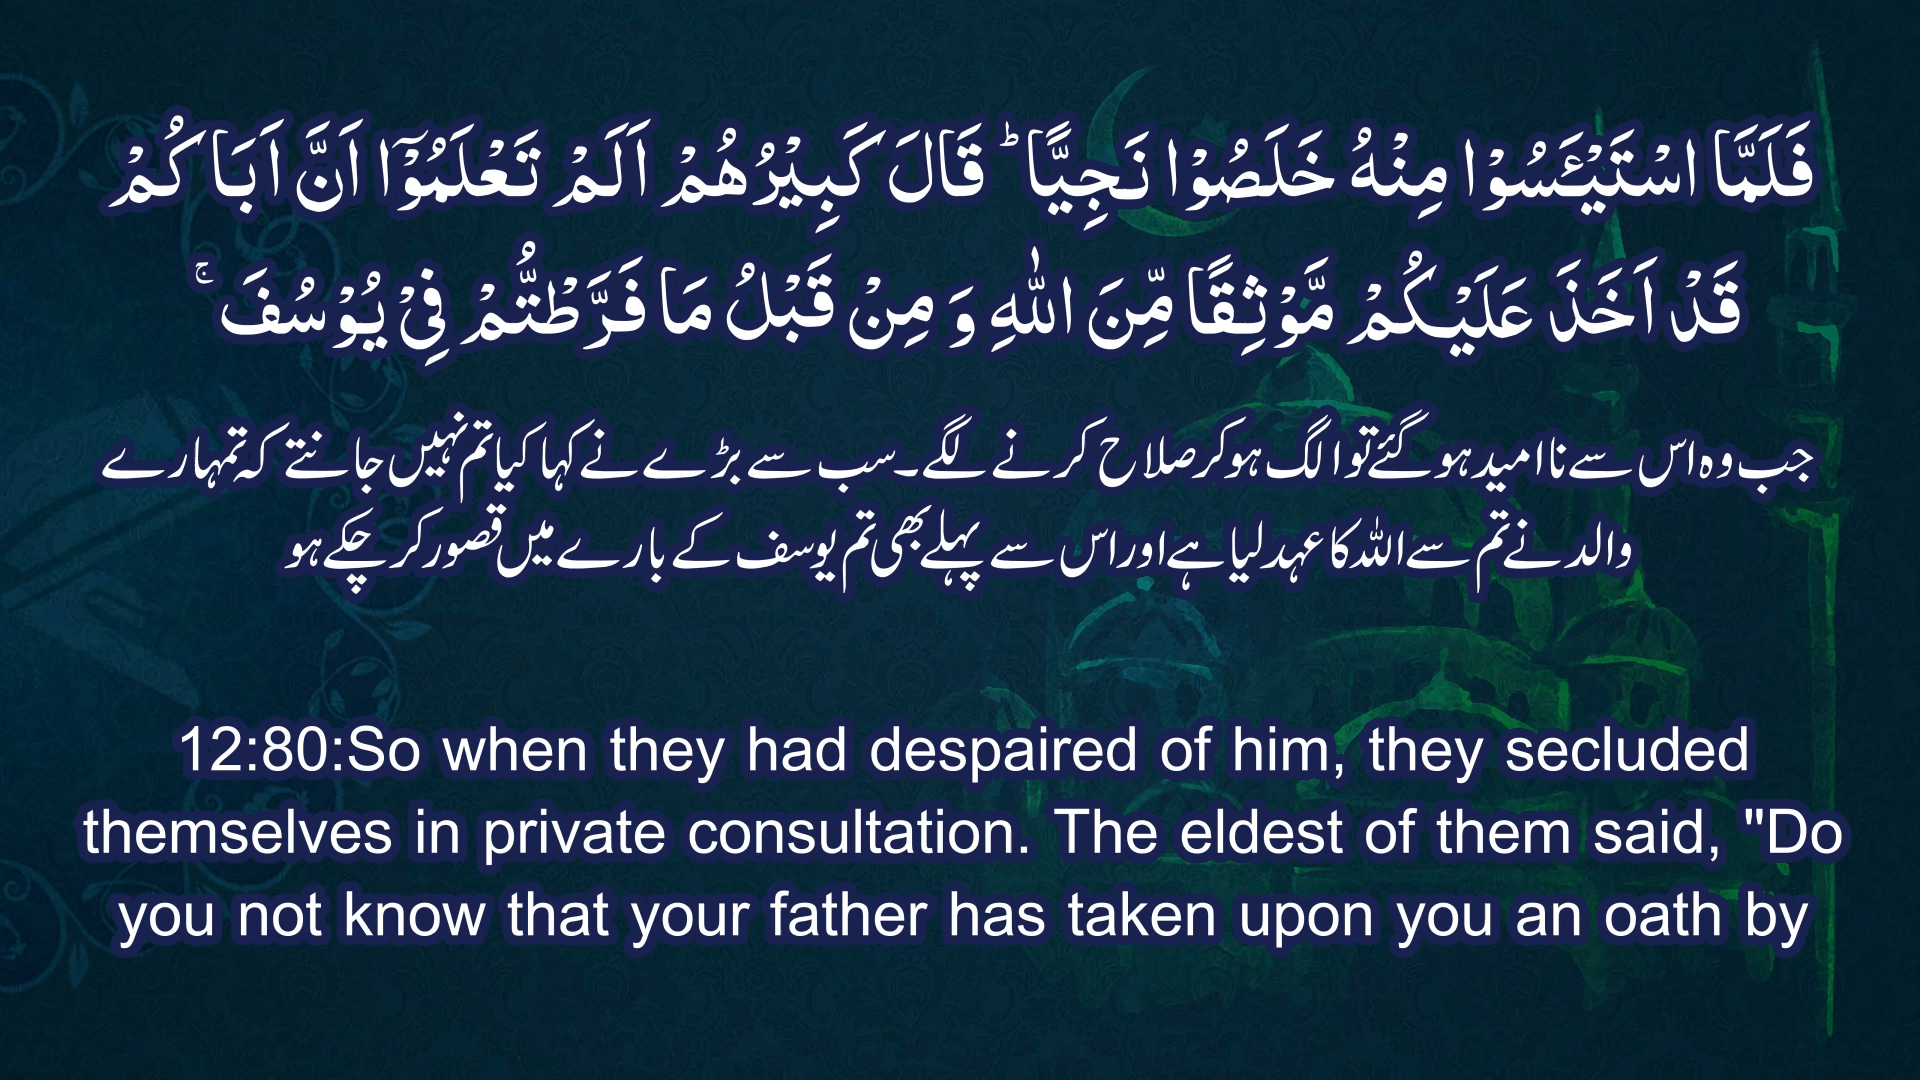 فَلَمَّا اسْتَیْـَٔسُوْا مِنْهُ خَلَصُوْا نَجِیًّاؕ قَالَ كَبِیْرُهُمْ اَلَمْ تَعْلَمُوْۤا اَنَّ اَبَاكُمْ
قَدْ اَخَذَ عَلَیْكُمْ مَّوْثِقًا مِّنَ اللّٰهِ وَ مِنْ قَبْلُ مَا فَرَّطْتُّمْ فِیْ یُوْسُفَۚ
جب وہ اس سے ناامید ہو گئے تو الگ ہو کر صلاح کرنے لگے۔ سب سے بڑے نے کہا کیا تم نہیں جانتے کہ تمہارے
والد نے تم سے اللہ کا عہد لیا ہے اور اس سے پہلے بھی تم یوسف کے بارے میں قصور کر چکے ہو
12:80:So when they had despaired of him, they secluded
themselves in private consultation. The eldest of them said, "Do
you not know that your father has taken upon you an oath by